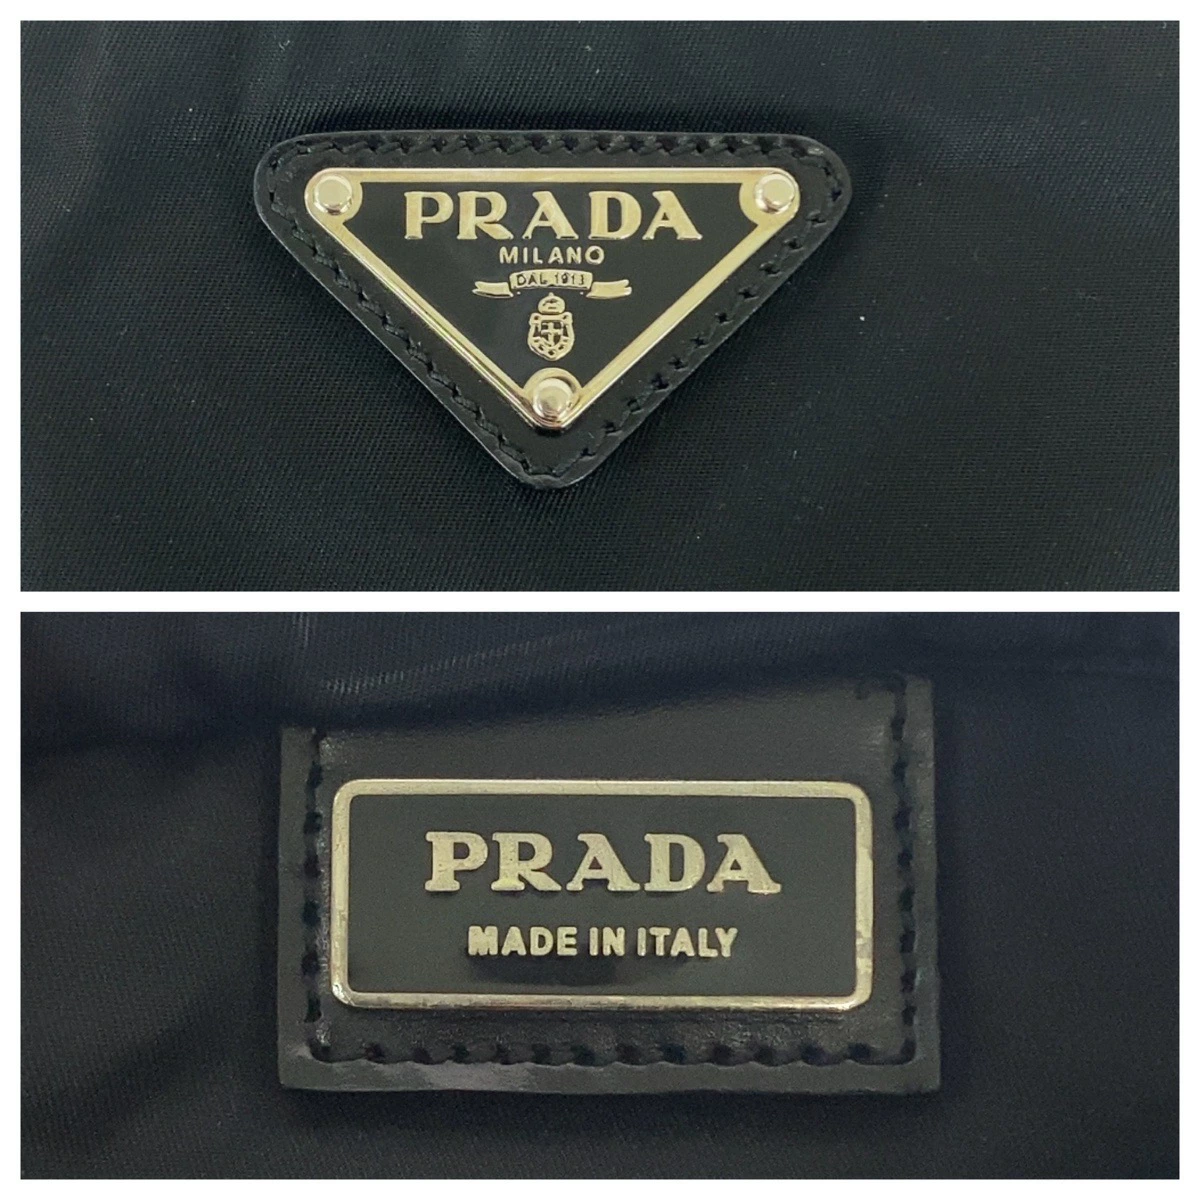 PRADA
MILANO
DAL 1913
PRADA
MADE IN ITALY